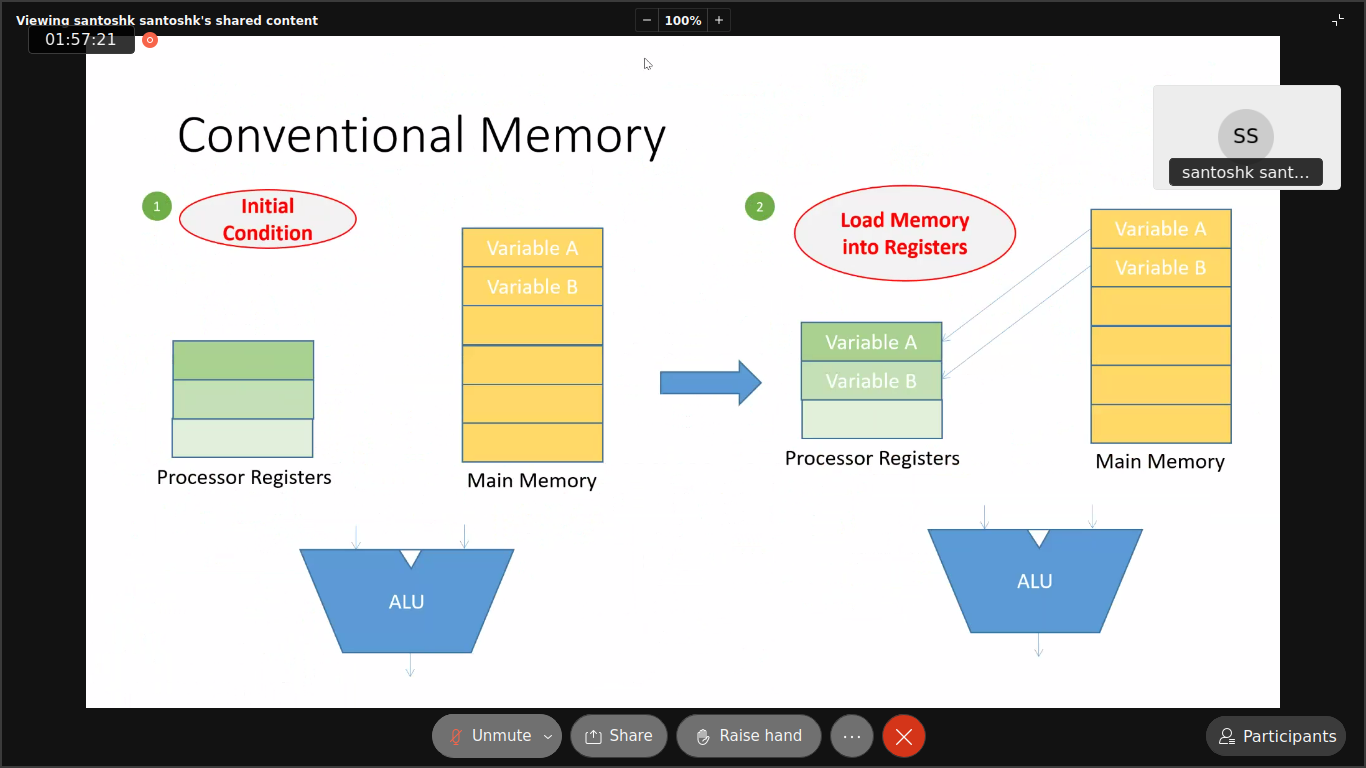 Viewing santoshk santoshk's shared content
− 100% +
01:57:21
SS
santoshk sant...
Conventional Memory
1
Initial
Condition
Variable A
Variable B
Processor Registers
Main Memory
ALU
2
Load Memory
into Registers
Variable A
Variable B
Variable A
Variable B
Processor Registers
Main Memory
ALU
Unmute
Share
Raise hand
...
Participants